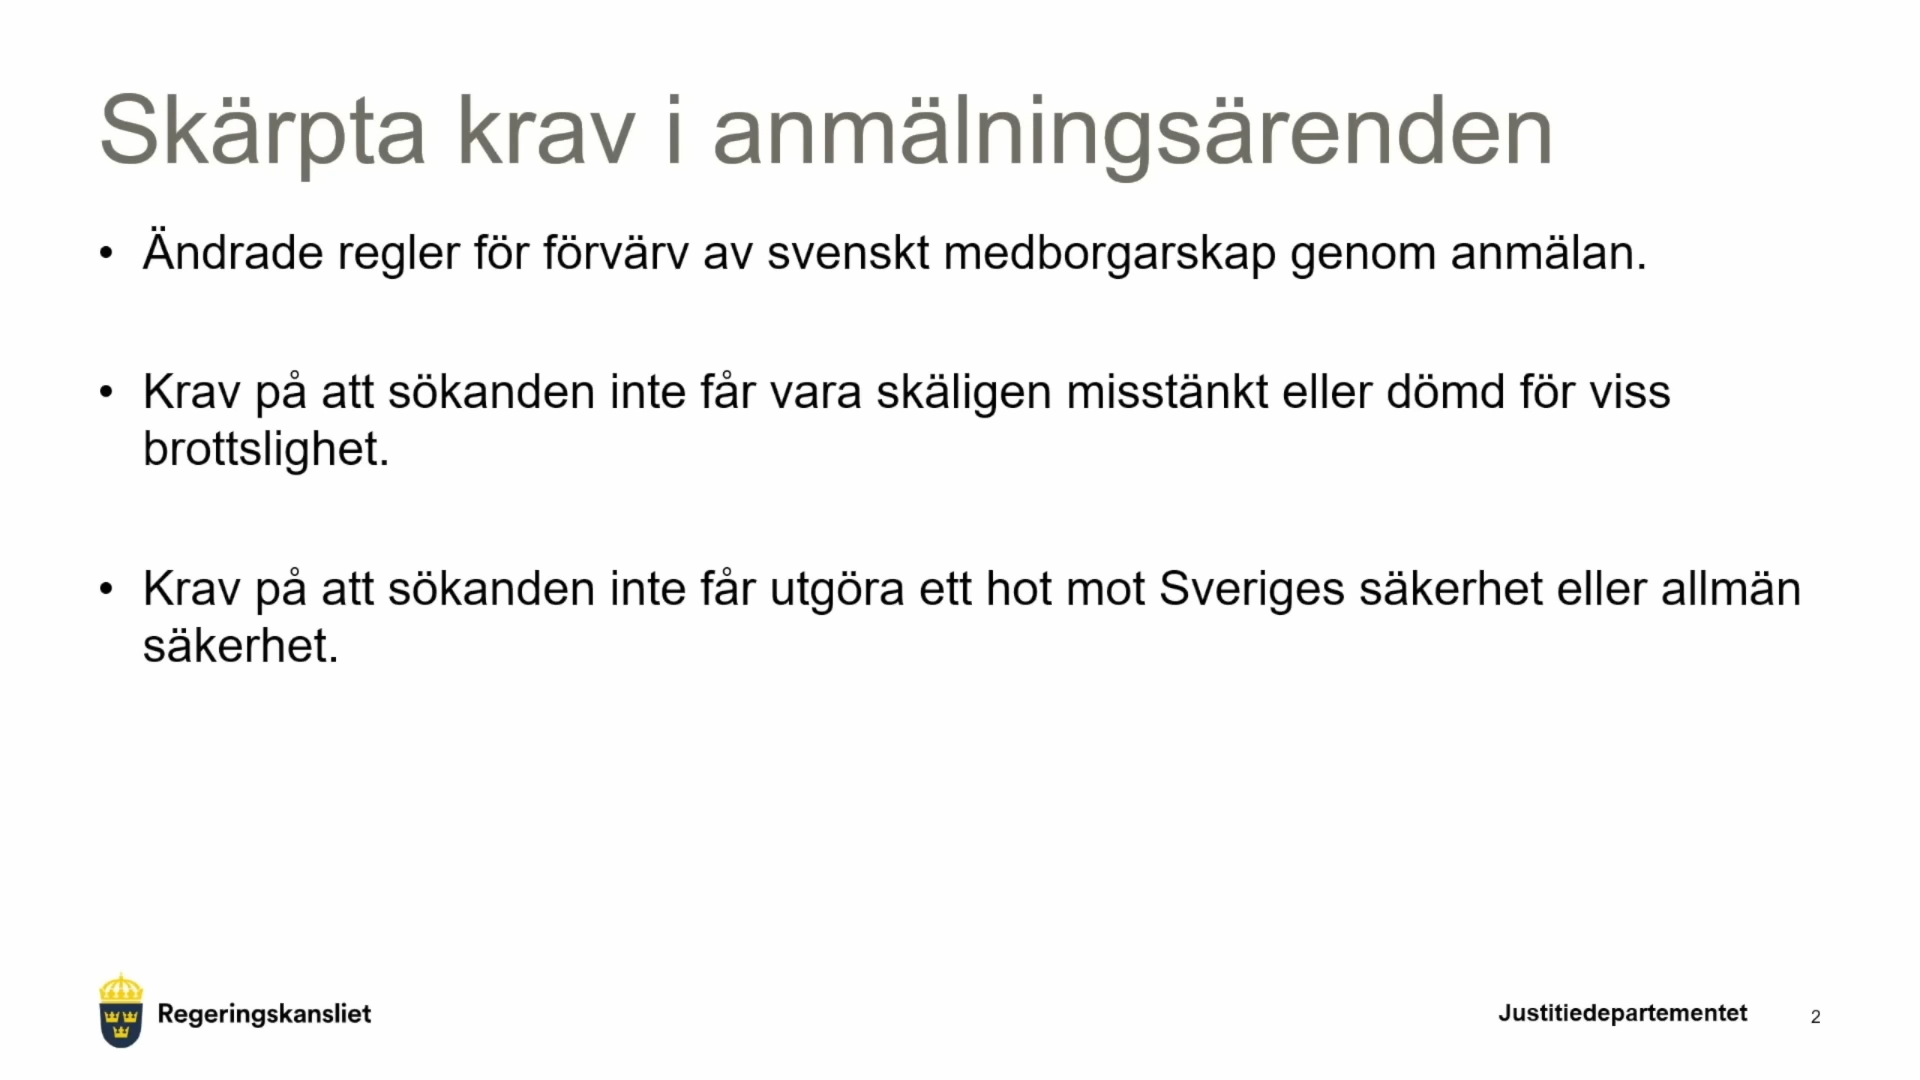 Skärpta krav i anmälningsärenden
• Ändrade regler för förvärv av svenskt medborgarskap genom anmälan.
• Krav på att sökanden inte får vara skäligen misstänkt eller dömd för viss
brottslighet.
• Krav på att sökanden inte får utgöra ett hot mot Sveriges säkerhet eller allmän
säkerhet.
Regeringskansliet
Justitiedepartementet 2